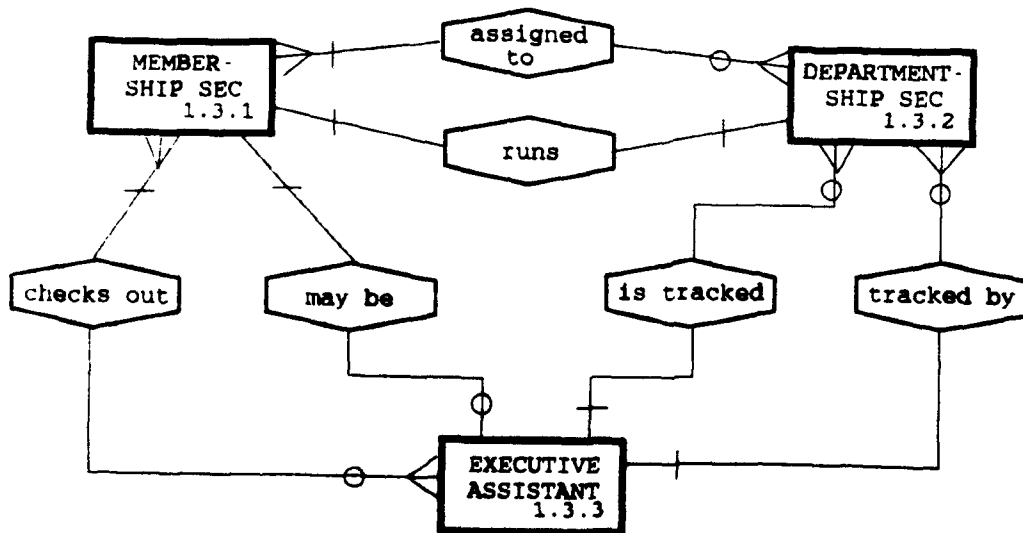 assigned
to
MEMBER-
SHIP SEC
1.3.1
DEPARTMENT-
SHIP SEC
1.3.2
runs
checks out
may be
is tracked
tracked by
EXECUTIVE
ASSISTANT
1.3.3